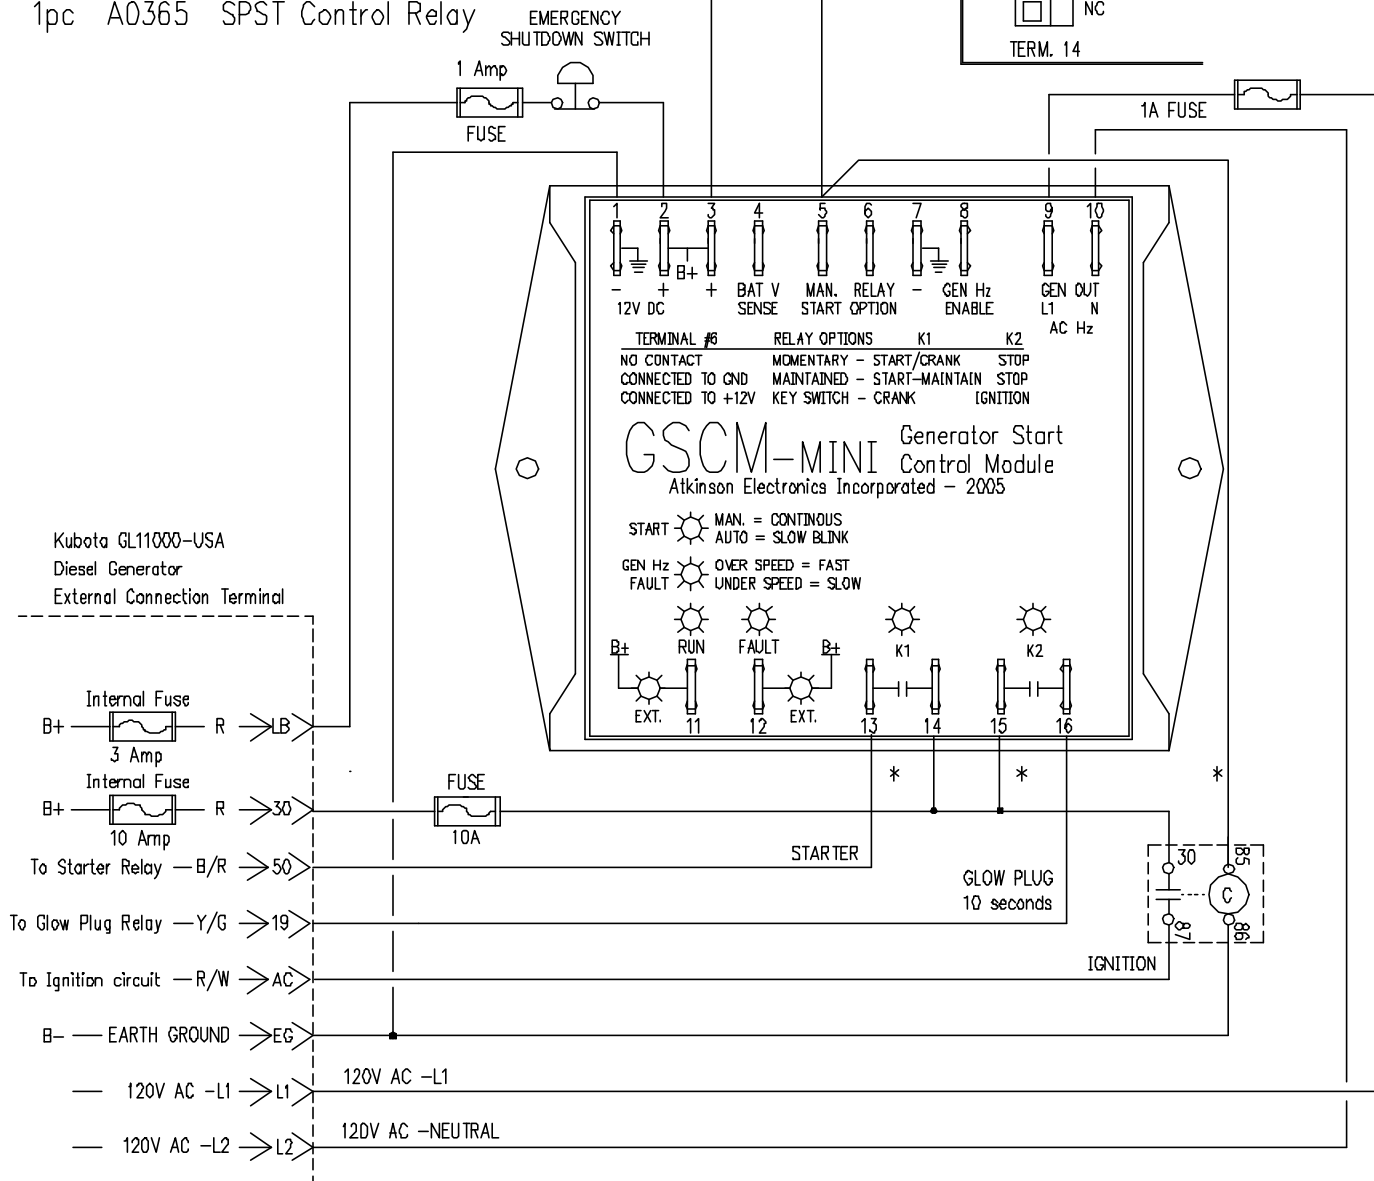 1pc A0365 SPST Control Relay
EMERGENCY
SHUTDOWN SWITCH
NC
TERM. 14
1 Amp
FUSE
1A FUSE
1 2 3 4 5 6 7 8 9 10
B+
- + + BAT V MAN. RELAY - GEN Hz GEN OUT
12V DC SENSE START OPTION ENABLE L1 N
AC Hz
TERMINAL #6 RELAY OPTIONS K1 K2
NO CONTACT MOMENTARY - START/CRANK STOP
CONNECTED TO GND MAINTAINED - START-MAINTAIN STOP
CONNECTED TO +12V KEY SWITCH - CRANK IGNITION
GSCM-MINI Generator Start
Control Module
Atkinson Electronics Incorporated - 2005
START MAN. = CONTINOUS
AUTO = SLOW BLINK
GEN Hz OVER SPEED = FAST
FAULT UNDER SPEED = SLOW
B+ RUN FAULT B+ K1 K2
EXT. EXT.
11 12 13 14 15 16
* * *
Kubota GL11000-USA
Diesel Generator
External Connection Terminal
Internal Fuse
B+ R LB
3 Amp
Internal Fuse
B+ R 30
10 Amp
FUSE
10A
To Starter Relay - B/R 50
STARTER
To Glow Plug Relay - Y/G 19
GLOW PLUG
10 seconds
To Ignition circuit - R/W AC
IGNITION
30 85
C
87 86
B- EARTH GROUND EG
120V AC -L1 L1 120V AC -L1
120V AC -L2 L2 120V AC -NEUTRAL